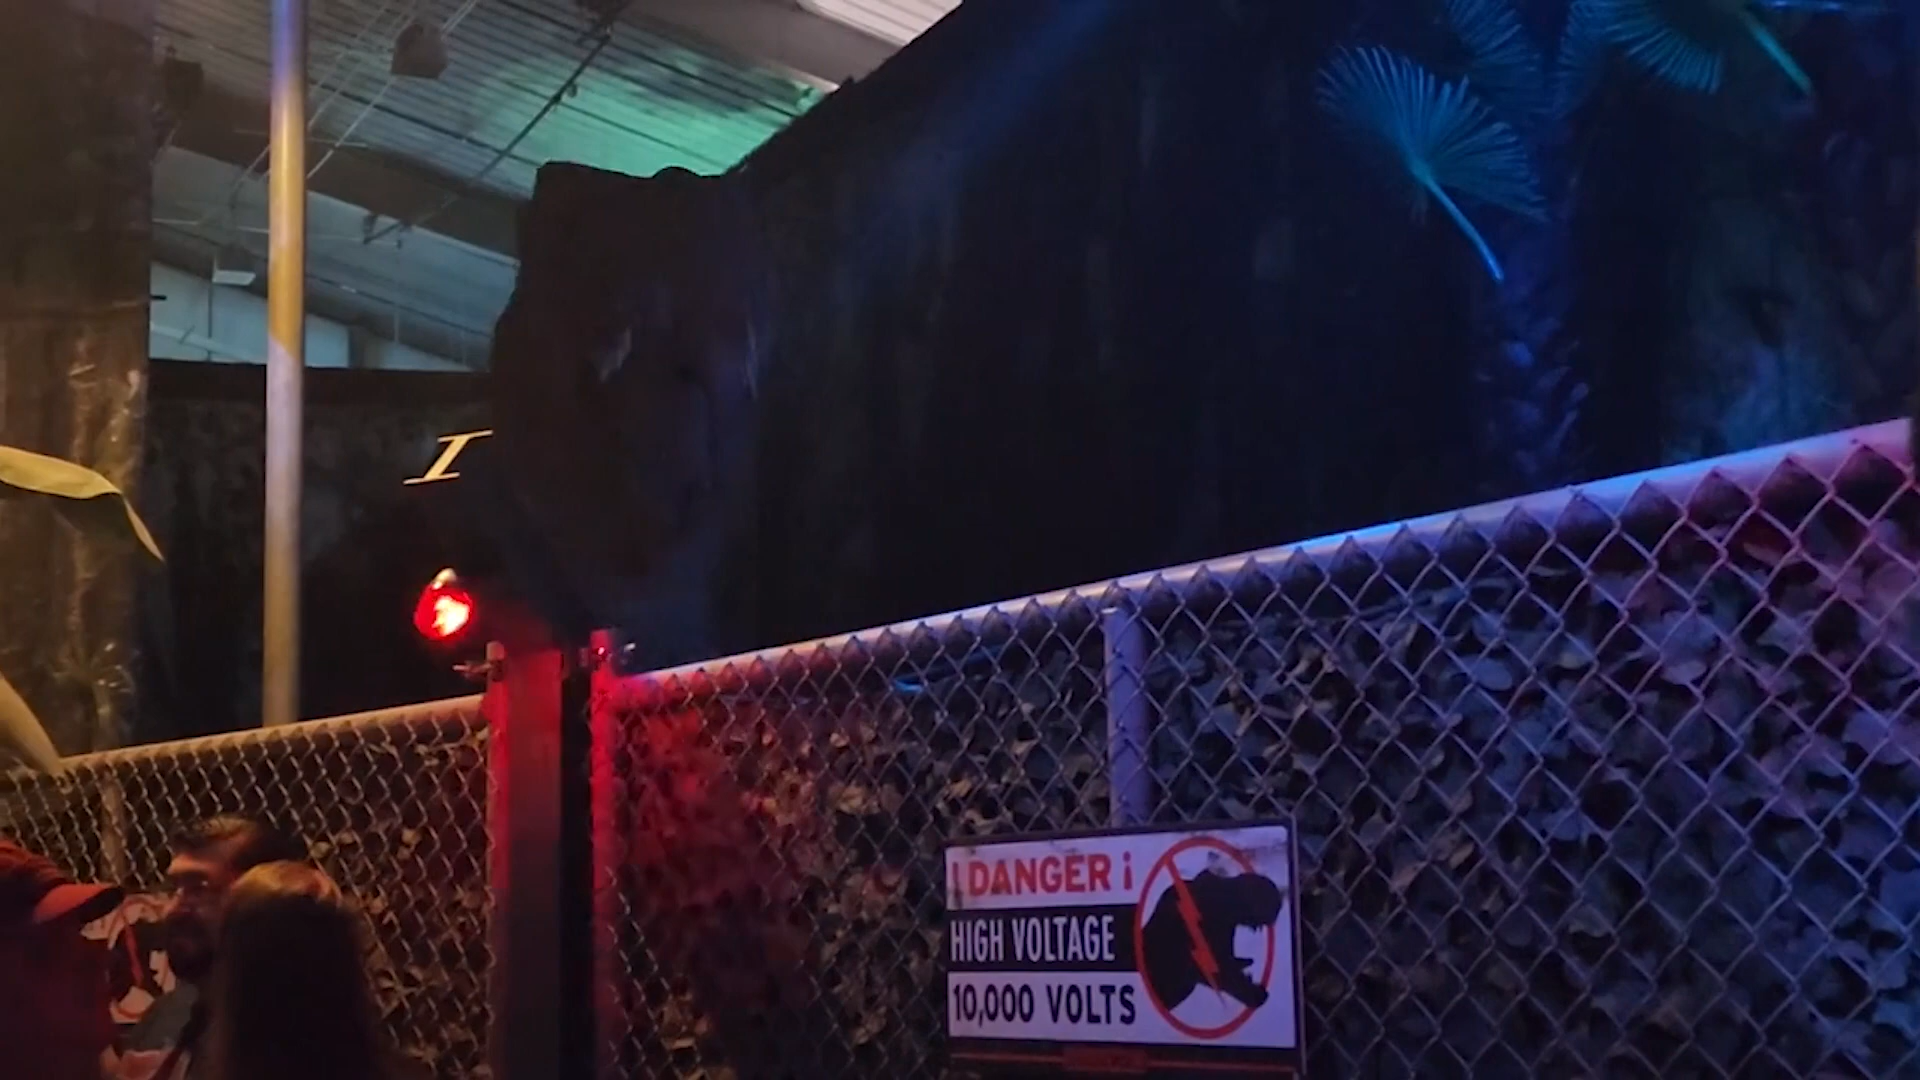 I
! DANGER ¡
HIGH VOLTAGE
10,000 VOLTS